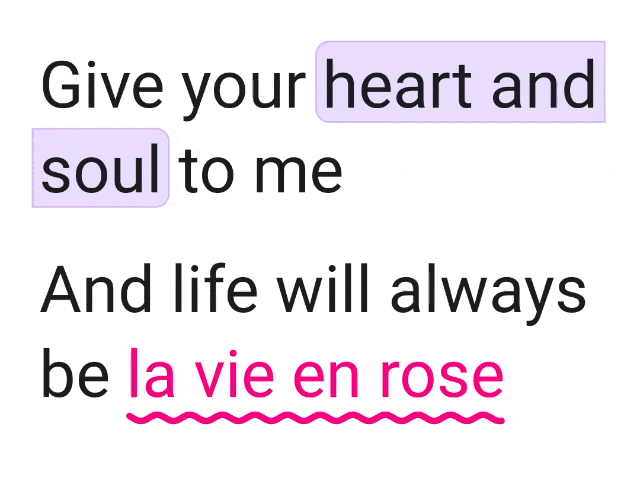 Give your heart and
soul to me
And life will always
be la vie en rose